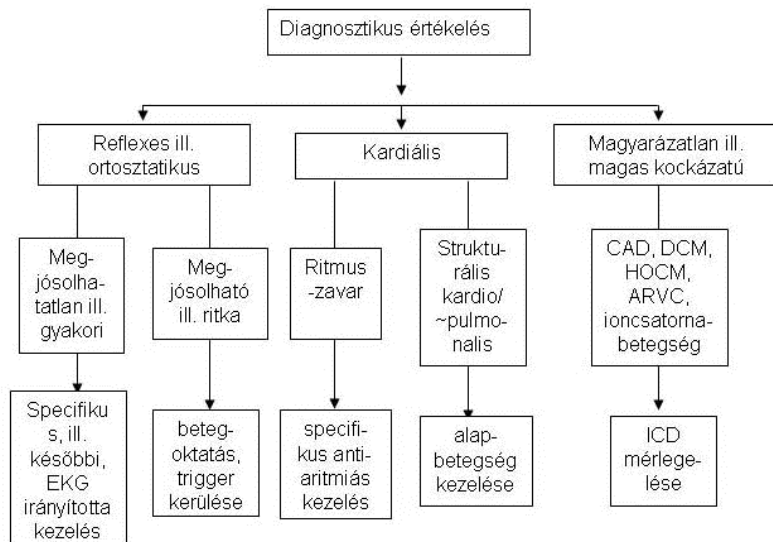 Diagnosztikus értékelés
Reflexes ill.
ortosztatikus
Kardiális
Magyarázatlan ill.
magas kockázatú
Meg-
jósolha-
tatlan ill.
gyakori
Meg-
jósolható
ill. ritka
Ritmus
-zavar
Struktu-
rális
kardio/
~pulmo-
nalis
CAD, DCM,
HOCM,
ARVC,
ioncsatorna-
betegség
Specifiku
s, ill.
későbbi,
EKG
irányította
kezelés
beteg-
oktatás,
trigger
kerülése
specifi-
kus anti-
aritmiás
kezelés
alap-
betegség
kezelése
ICD
mérlege-
lése